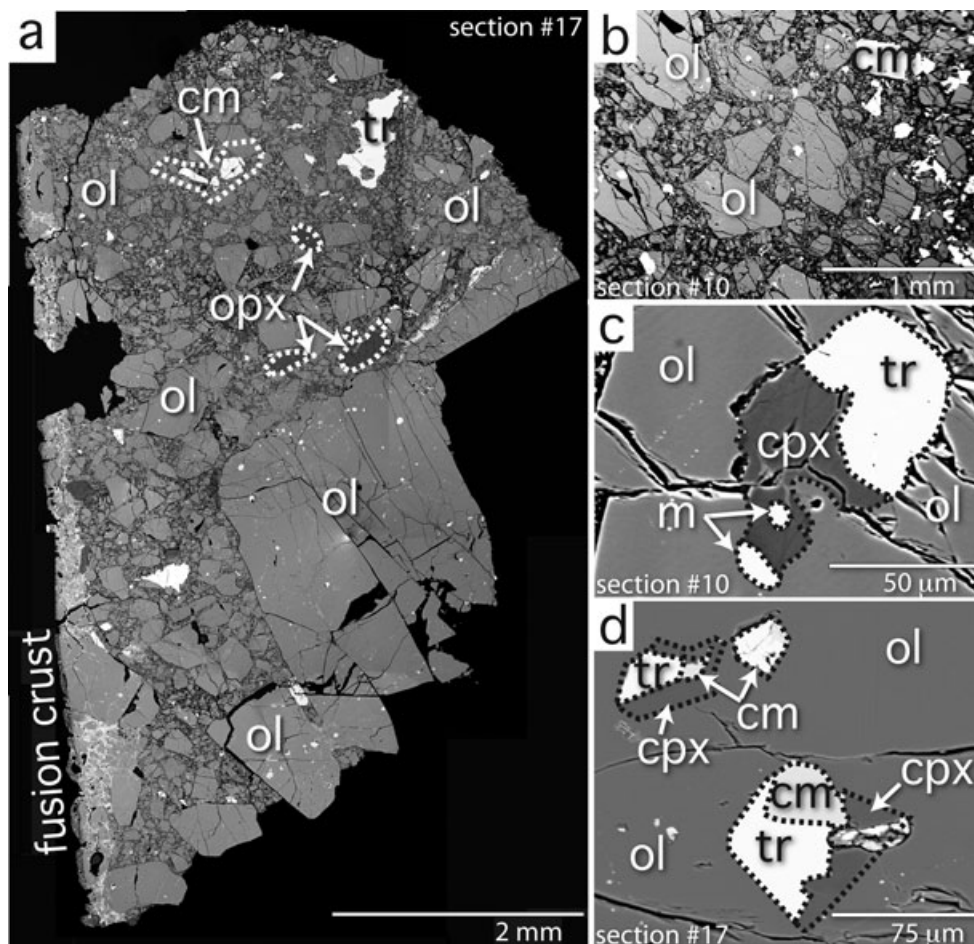 a
section #17
cm
tr
ol
ol
opx
ol
ol
ol
fusion crust
2 mm
b
ol
cm
ol
1 mm
section #10
c
ol
tr
cpx
m
ol
50 μm
section #10
d
ol
tr
cm
cpx
cpx
cm
ol
tr
75 μm
section #17